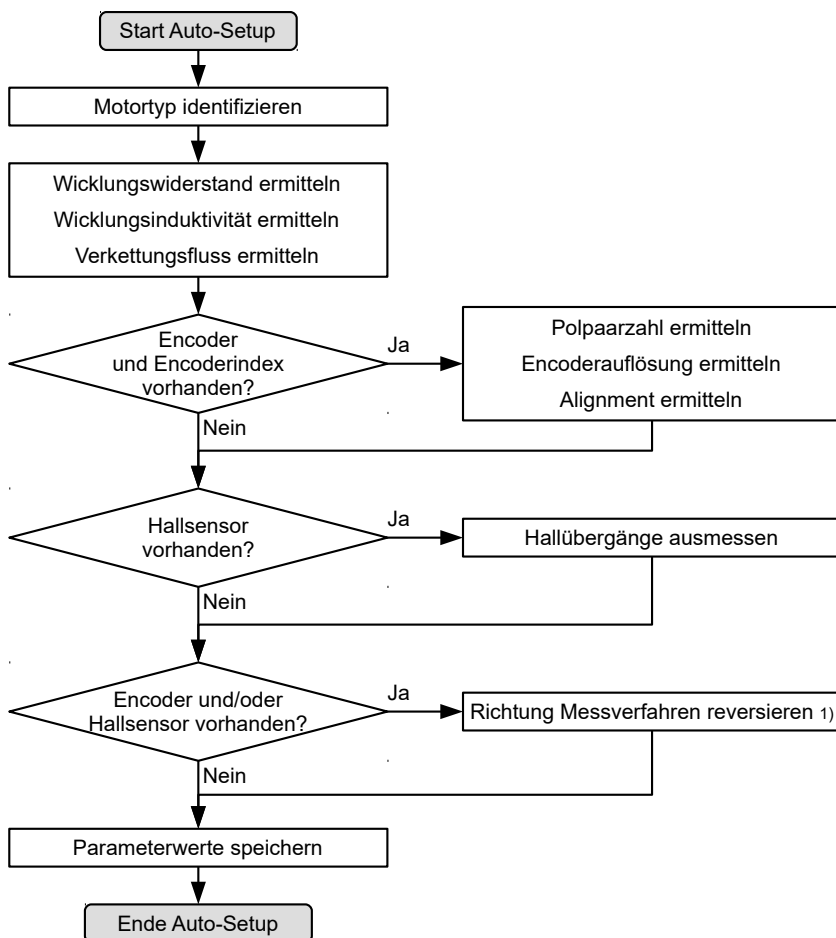 Start Auto-Setup
Motortyp identifizieren
Wicklungswiderstand ermitteln
Wicklungsinduktivität ermitteln
Verkettungsfluss ermitteln
Encoder
und Encoderindex
vorhanden?
Ja
Polpaarzahl ermitteln
Encoderauflösung ermitteln
Alignment ermitteln
Nein
Hallsensor
vorhanden?
Ja
Hallübergänge ausmessen
Nein
Encoder und/oder
Hallsensor vorhanden?
Ja
Richtung Messverfahren reversieren 1)
Nein
Parameterwerte speichern
Ende Auto-Setup